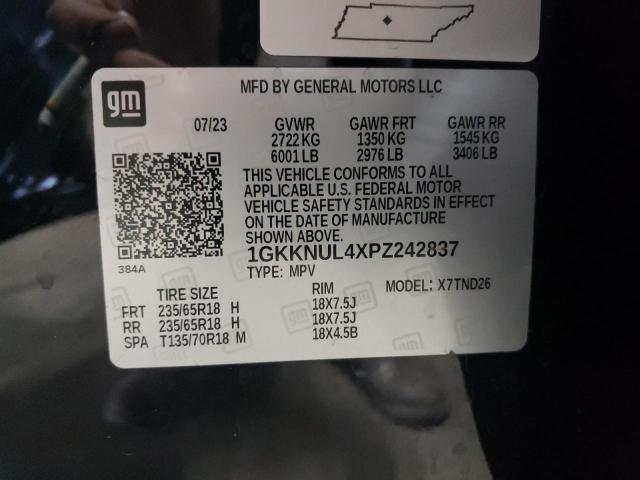 gm
MFD BY GENERAL MOTORS LLC
07/23 GVWR GAWR FRT GAWR RR
2722 KG 1350 KG 1545 KG
6001 LB 2976 LB 3406 LB
THIS VEHICLE CONFORMS TO ALL
APPLICABLE U.S. FEDERAL MOTOR
VEHICLE SAFETY STANDARDS IN EFFECT
ON THE DATE OF MANUFACTURE
SHOWN ABOVE.
1GKKNUL4XPZ242837
384A
TYPE: MPV
MODEL: X7TND26
TIRE SIZE RIM
FRT 235/65R18 H 18X7.5J
RR 235/65R18 H 18X7.5J
SPA T135/70R18 M 18X4.5B